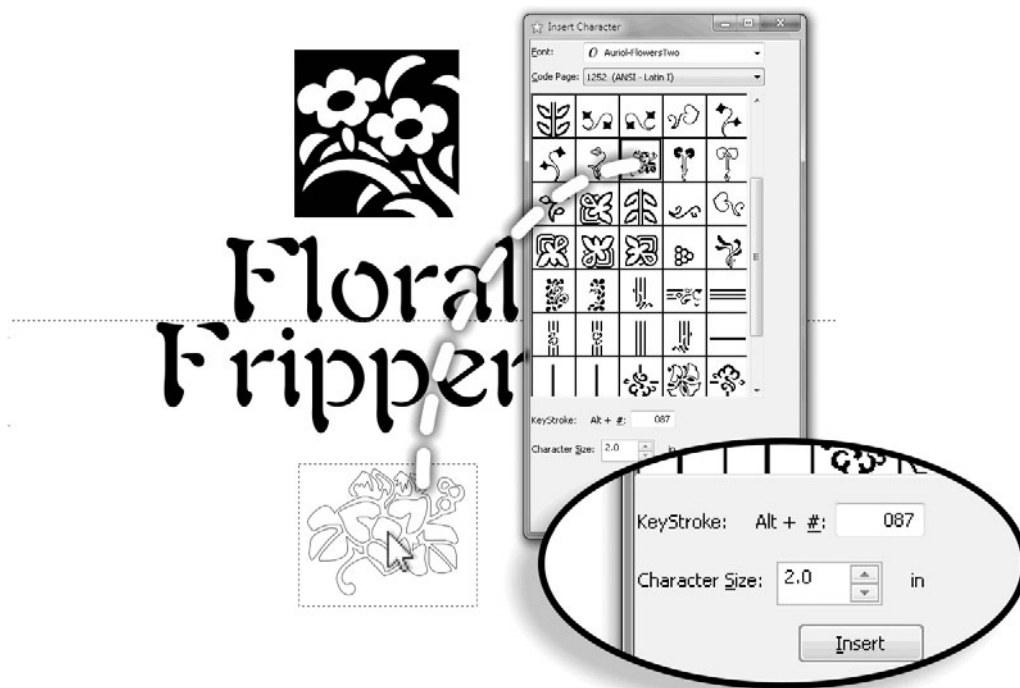 Insert Character
Font: O Auriol-FlowersTwo
Code Page: 1252 (ANSI - Latin I)
Floral
Fripper
KeyStroke: Alt + #: 087
Character Size: 2.0 in
KeyStroke: Alt + #: 087
Character Size: 2.0 in
Insert